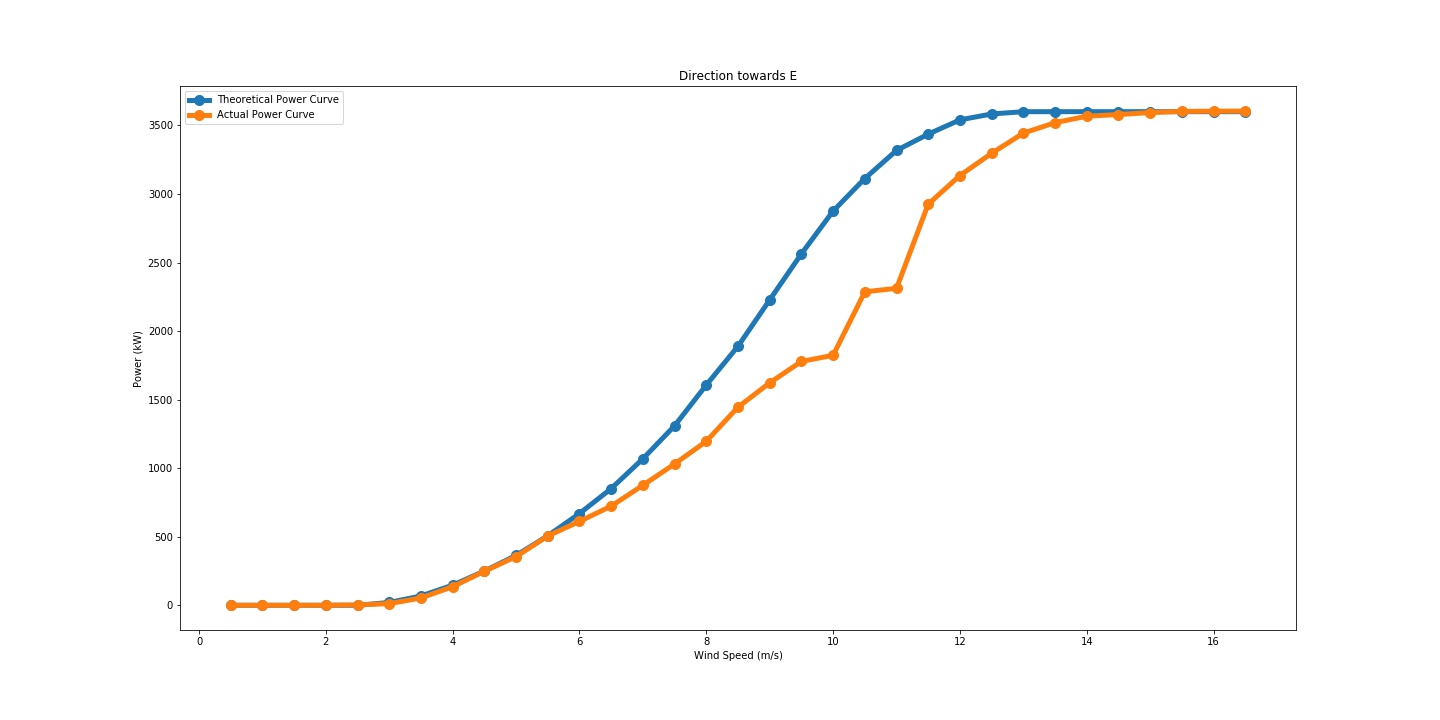 Direction towards E
Theoretical Power Curve
Actual Power Curve
Power (kW)
3500
3000
2500
2000
1500
1000
500
0
0 2 4 6 8 10 12 14 16
Wind Speed (m/s)